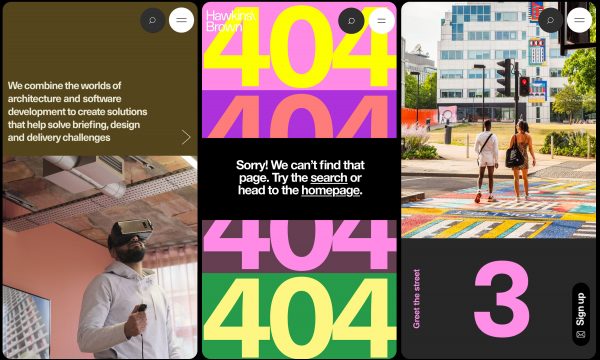 We combine the worlds of
architecture and software
development to create solutions
that help solve briefing, design
and delivery challenges
Hawkins\
Brown
404
404
Sorry! We can't find that
page. Try the search or
head to the homepage.
404
404
Greet the street
3
Sign up